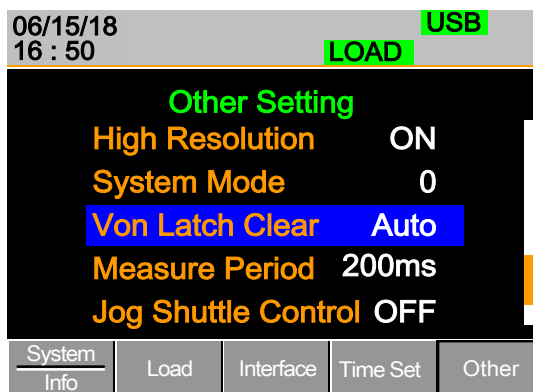 06/15/18 USB
16 : 50 LOAD
Other Setting
High Resolution ON
System Mode 0
Von Latch Clear Auto
Measure Period 200ms
Jog Shuttle Control OFF
System Info Load Interface Time Set Other